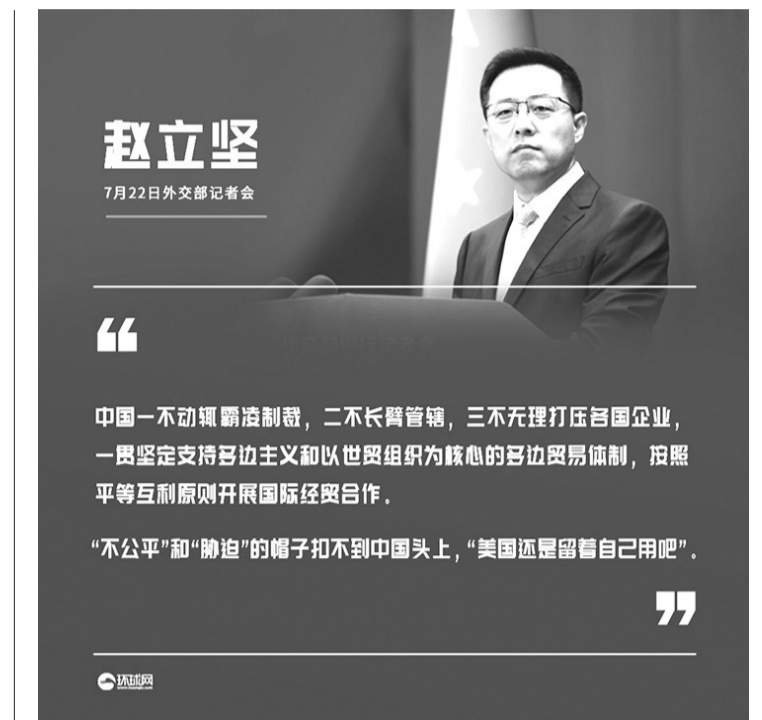 赵立坚
7月22日外交部记者会
“
中国一不动辄霸凌制裁，二不长臂管辖，三不无理打压各国企业，
一贯坚定支持多边主义和以世贸组织为核心的多边贸易体制，按照
平等互利原则开展国际经贸合作。
“不公平”和“胁迫”的帽子扣不到中国头上，“美国还是留着自己用吧”。
”
环球网
www.huanqiu.com